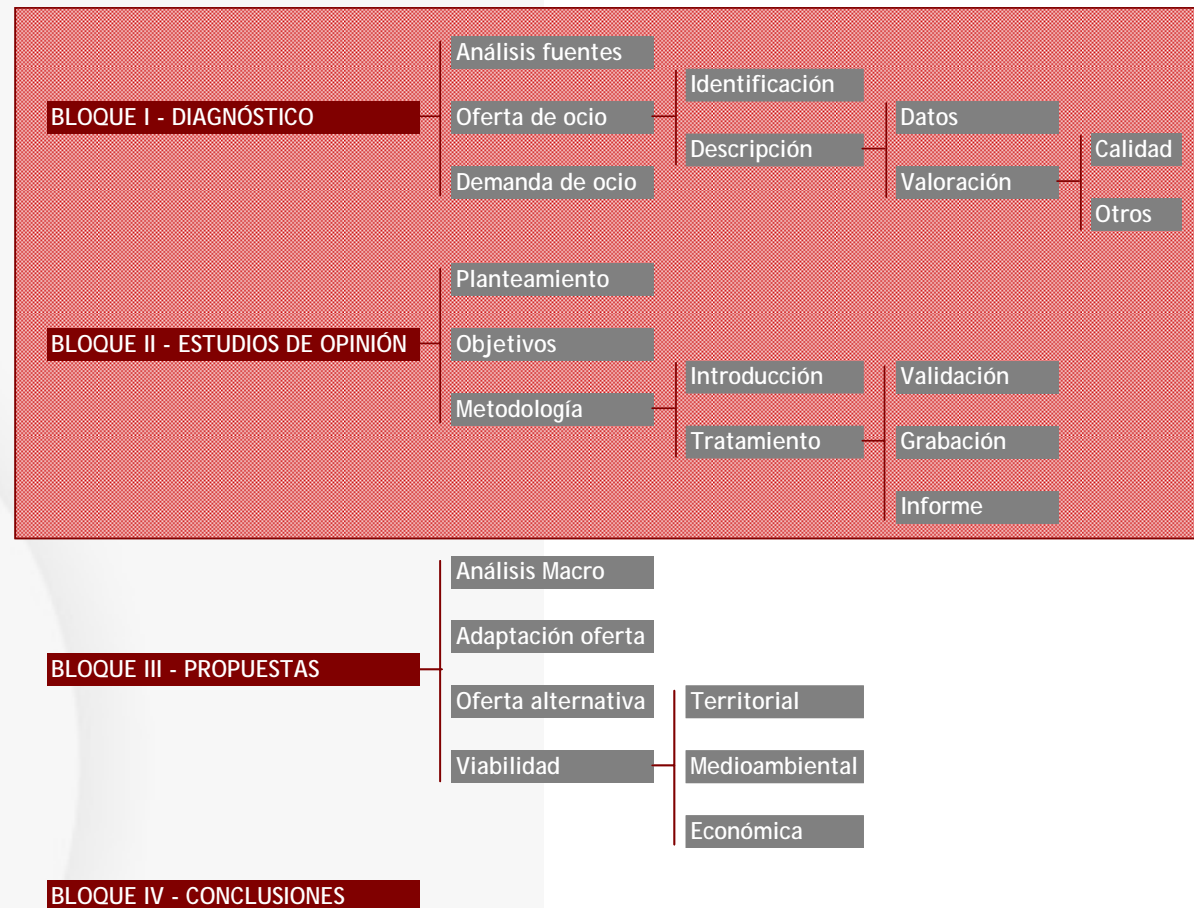 BLOQUE I - DIAGNÓSTICO
Análisis fuentes
Oferta de ocio
Identificación
Descripción
Datos
Valoración
Calidad
Otros
Demanda de ocio
BLOQUE II - ESTUDIOS DE OPINIÓN
Planteamiento
Objetivos
Metodología
Introducción
Tratamiento
Validación
Grabación
Informe
BLOQUE III - PROPUESTAS
Análisis Macro
Adaptación oferta
Oferta alternativa
Viabilidad
Territorial
Medioambiental
Económica
BLOQUE IV - CONCLUSIONES